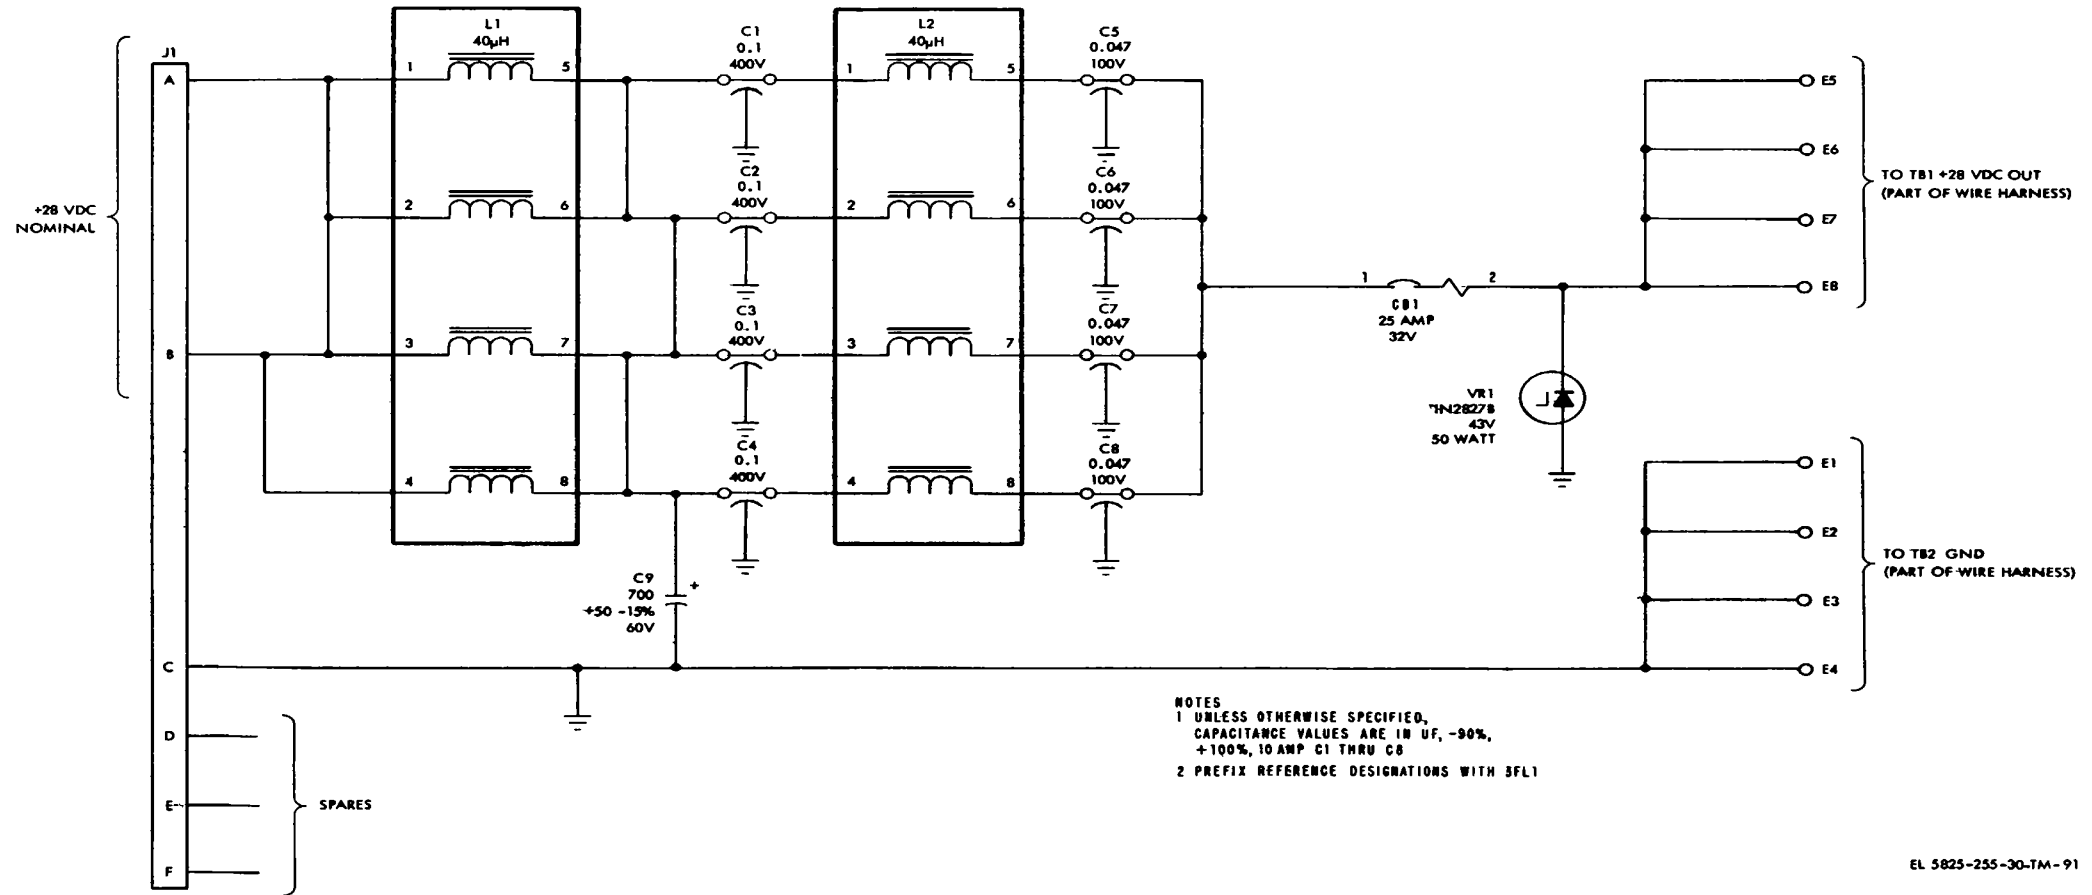 J1
A
B
C
D
E
F
+28 VDC
NOMINAL
SPARES
L1
40μH
1
5
2
6
3
7
4
8
C1
0.1
400V
C2
0.1
400V
C3
0.1
400V
C4
0.1
400V
C9
700
+50 -15%
60V
+
L2
40μH
1
5
2
6
3
7
4
8
C5
0.047
100V
C6
0.047
100V
C7
0.047
100V
C8
0.047
100V
1
2
CB1
25 AMP
32V
VR1
1N2827B
43V
50 WATT
E5
E6
E7
E8
TO TB1 +28 VDC OUT
(PART OF WIRE HARNESS)
E1
E2
E3
E4
TO TB2 GND
(PART OF WIRE HARNESS)
NOTES
1 UNLESS OTHERWISE SPECIFIED,
CAPACITANCE VALUES ARE IN UF, -90%,
+100%, 10 AMP C1 THRU C8
2 PREFIX REFERENCE DESIGNATIONS WITH 3FL1
EL 5825-255-30-TM-91